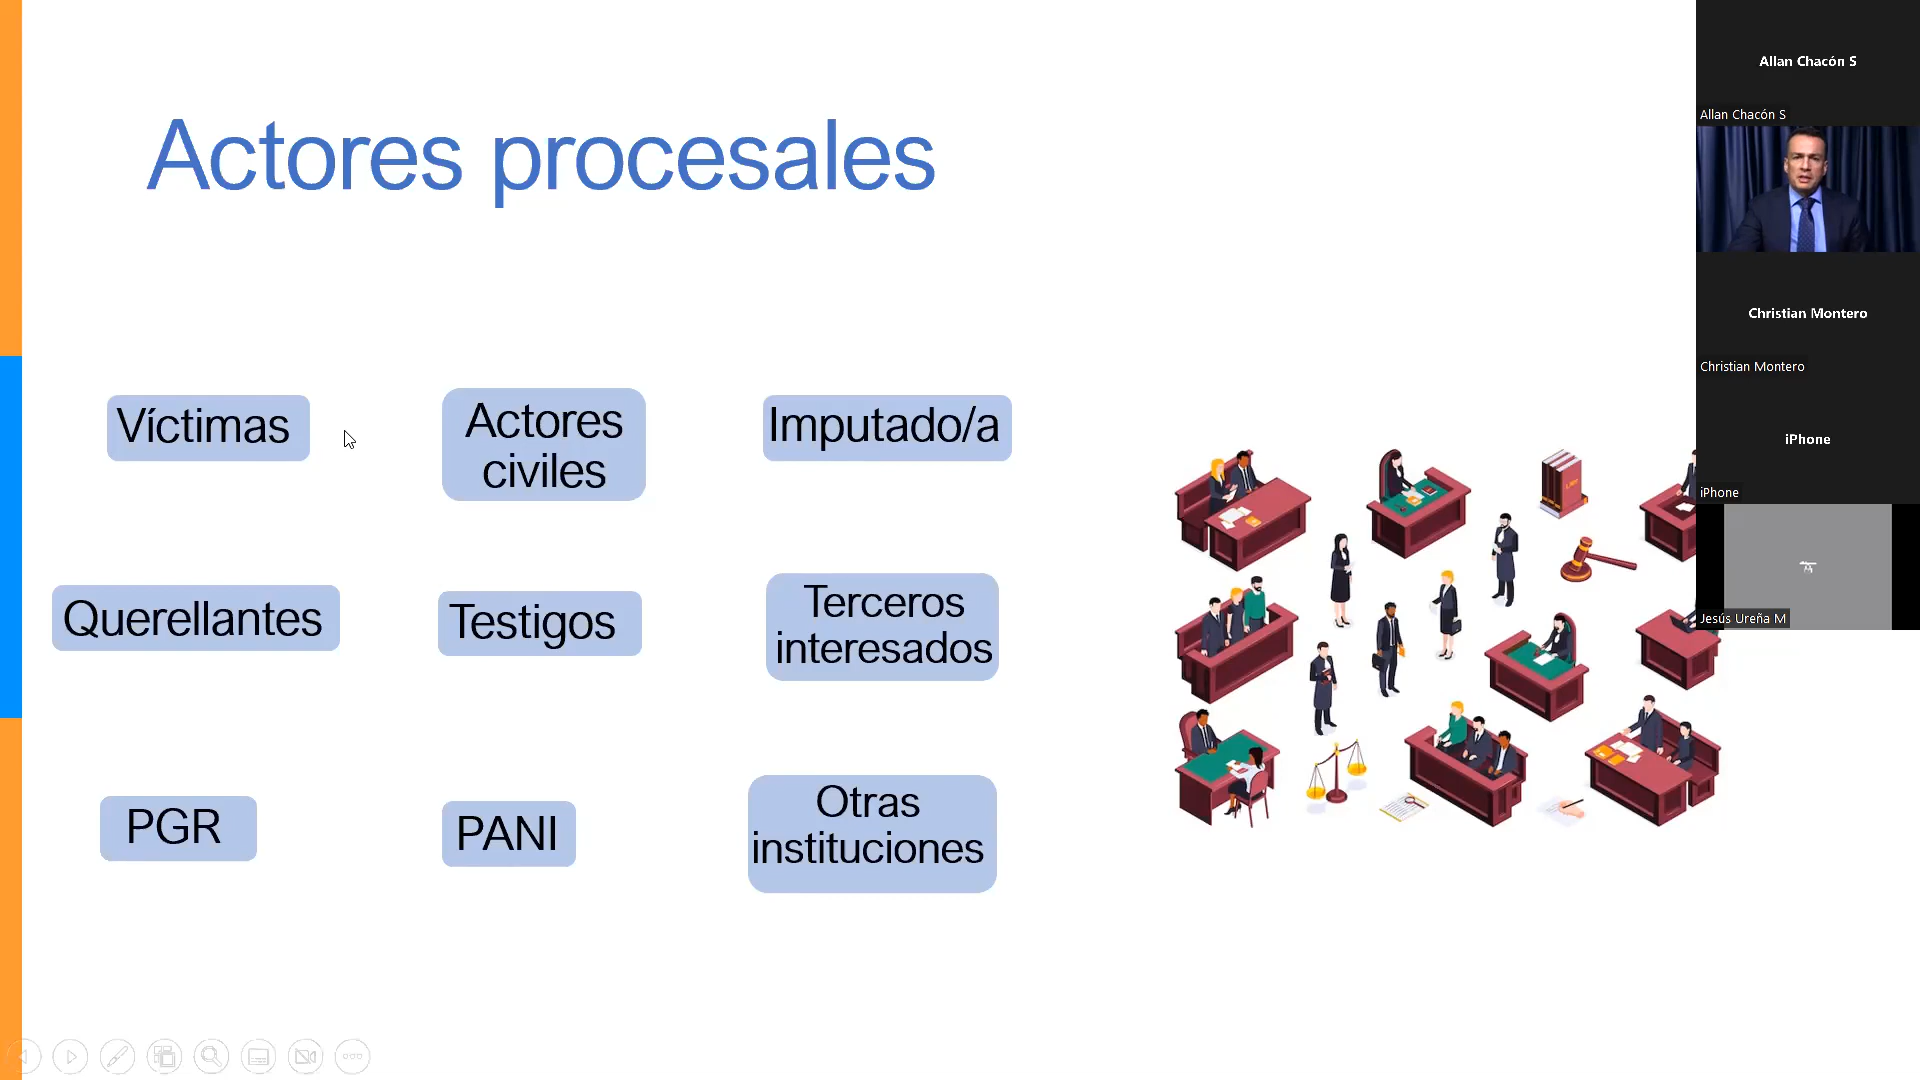 Actores procesales
Víctimas
Actores
civiles
Imputado/a
Querellantes
Testigos
Terceros
interesados
PGR
PANI
Otras
instituciones
Allan Chacón S
Allan Chacón S
Christian Montero
Christian Montero
iPhone
iPhone
Jesús Ureña M